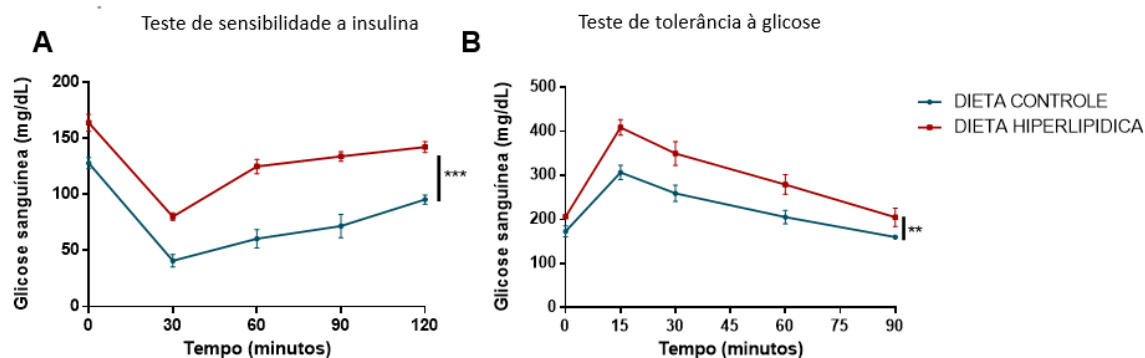 Teste de sensibilidade a insulina
A
Glicose sanguínea (mg/dL)
200
150
100
50
0
0 30 60 90 120
Tempo (minutos)
***
Teste de tolerância à glicose
B
Glicose sanguínea (mg/dL)
500
400
300
200
100
0
0 15 30 45 60 75 90
Tempo (minutos)
**
DIETA CONTROLE
DIETA HIPERLIPIDICA